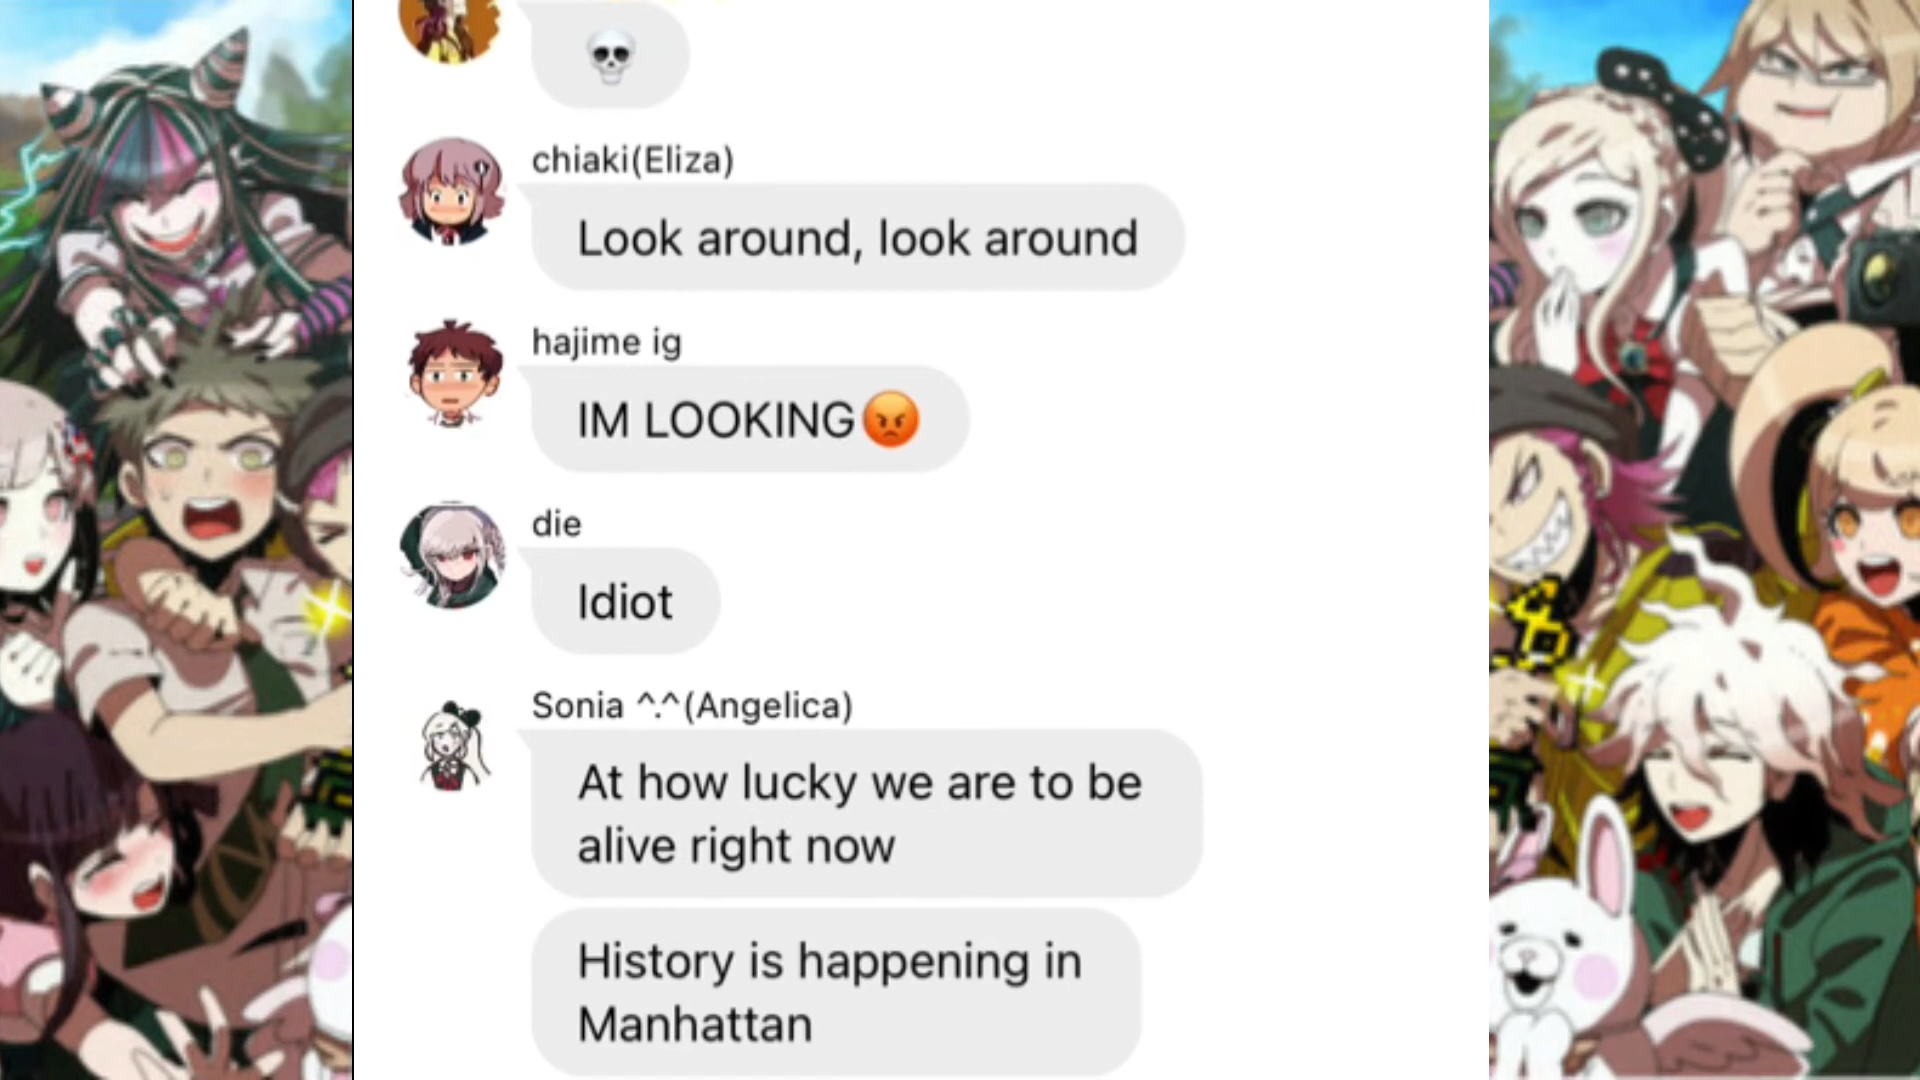 💀
chiaki(Eliza)
Look around, look around
hajime ig
IM LOOKING😡
die
Idiot
Sonia ^.^(Angelica)
At how lucky we are to be
alive right now
History is happening in
Manhattan